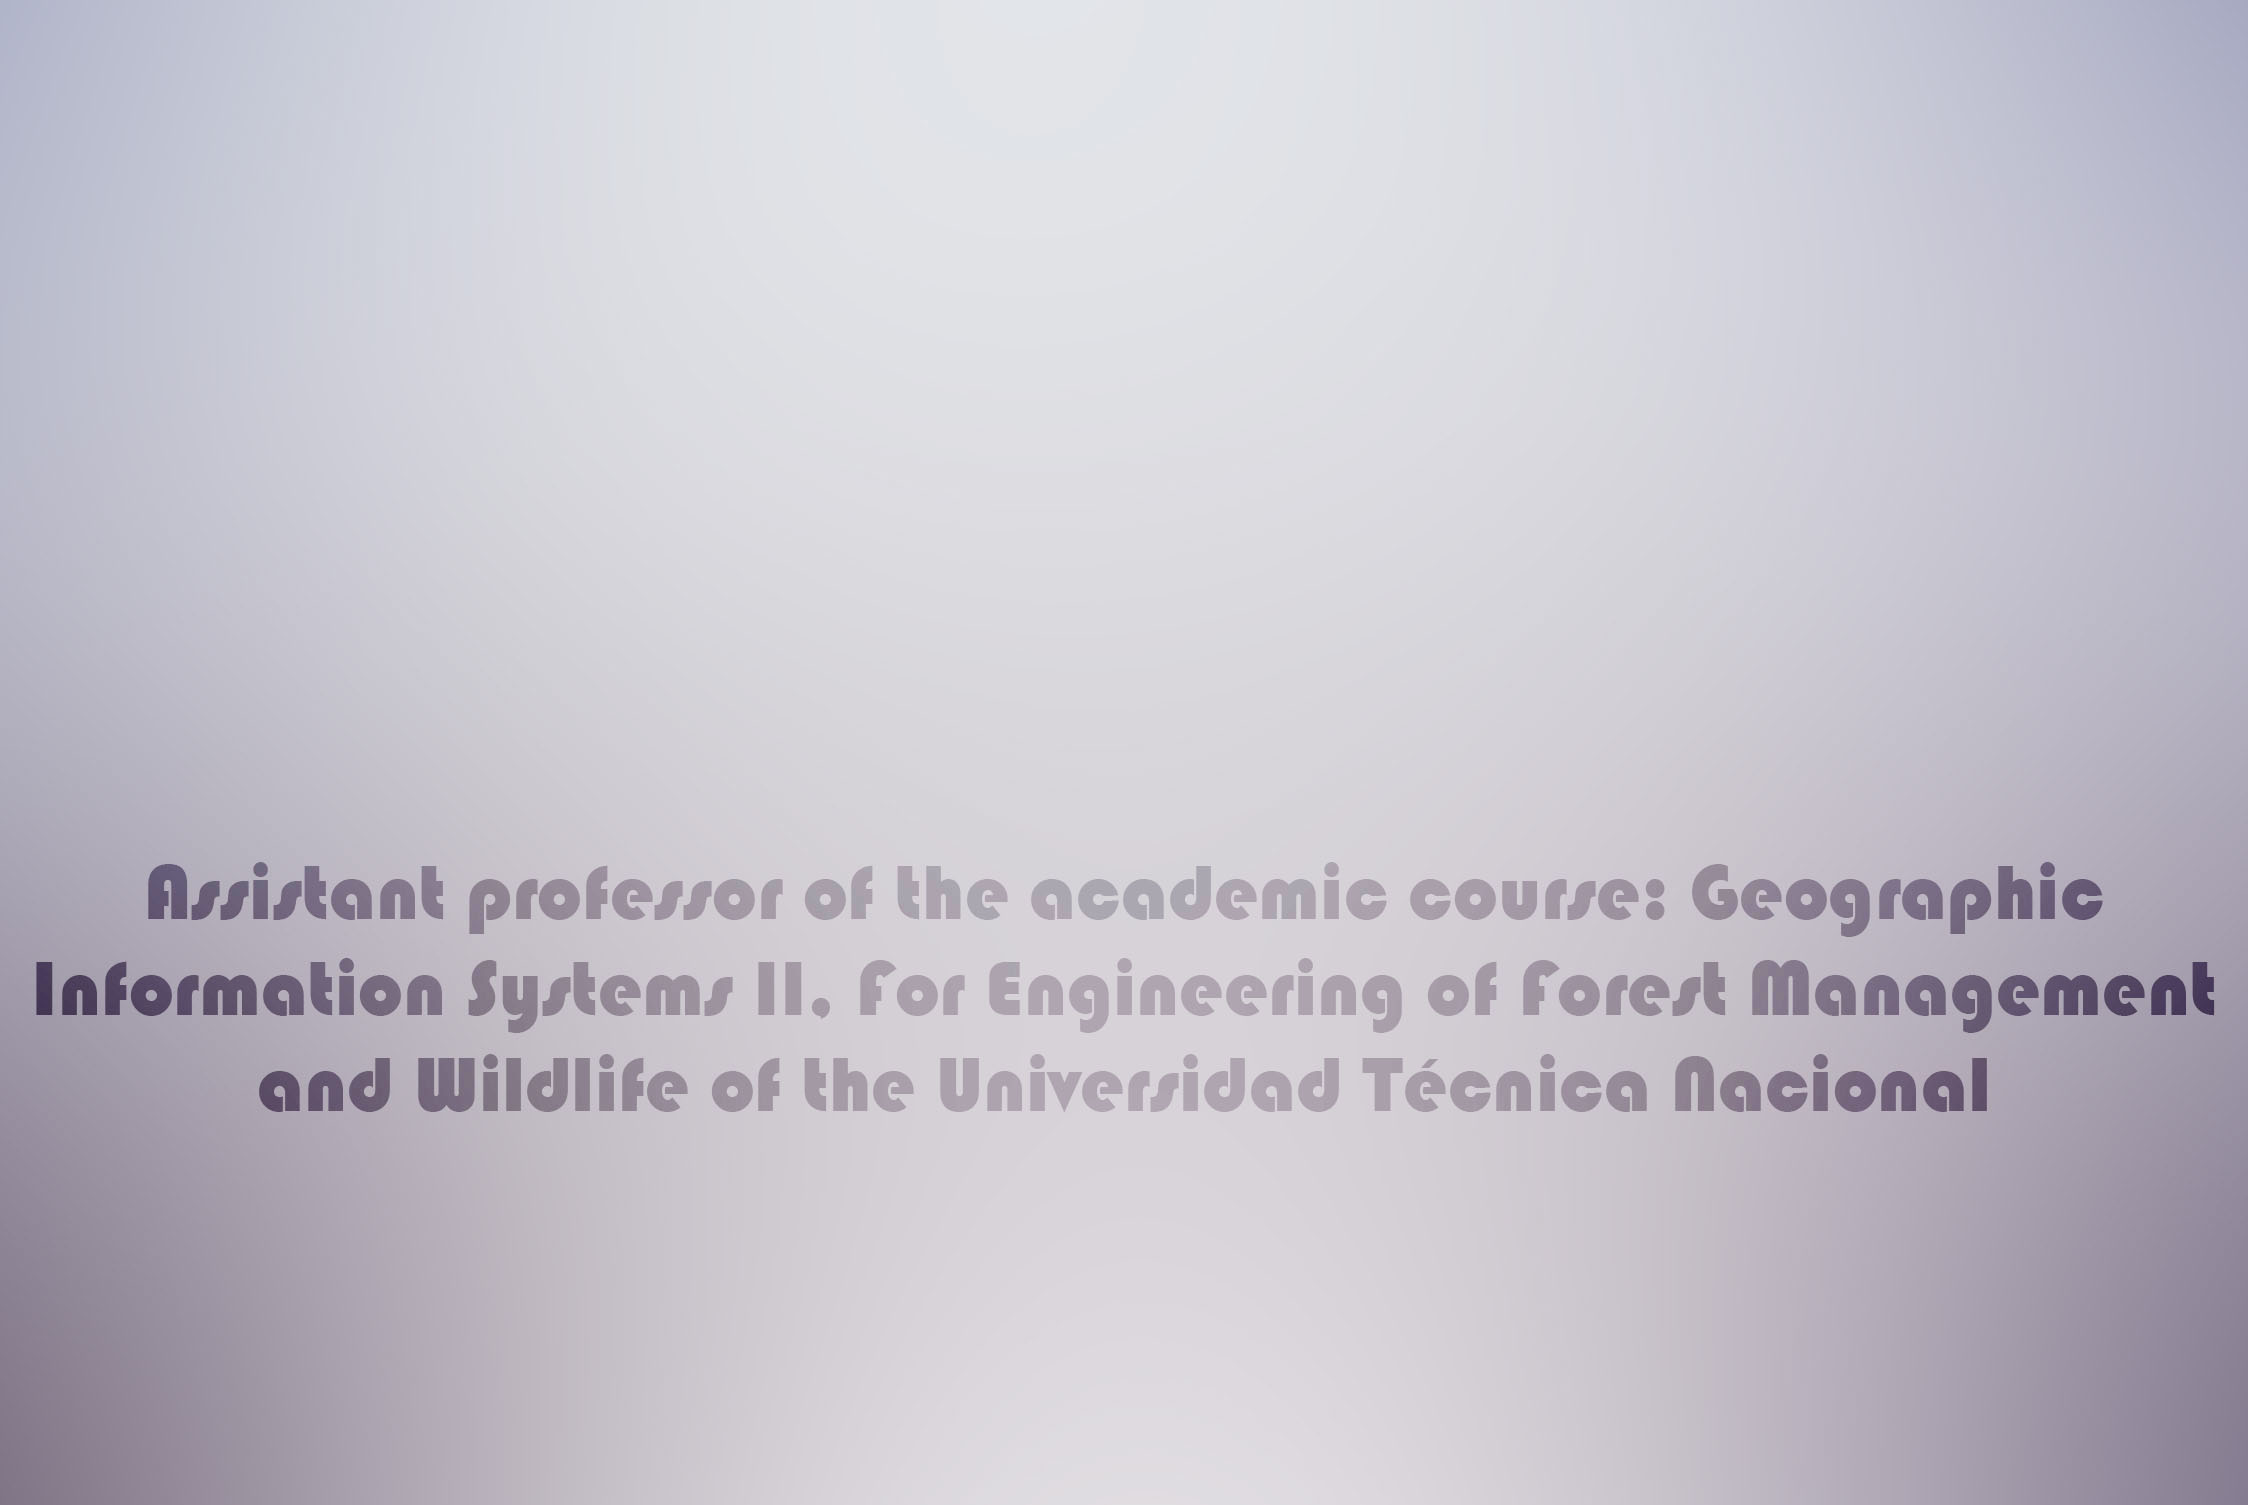 Assistant professor of the academic course: Geographic
Information Systems II, For Engineering of Forest Management
and Wildlife of the Universidad Técnica Nacional